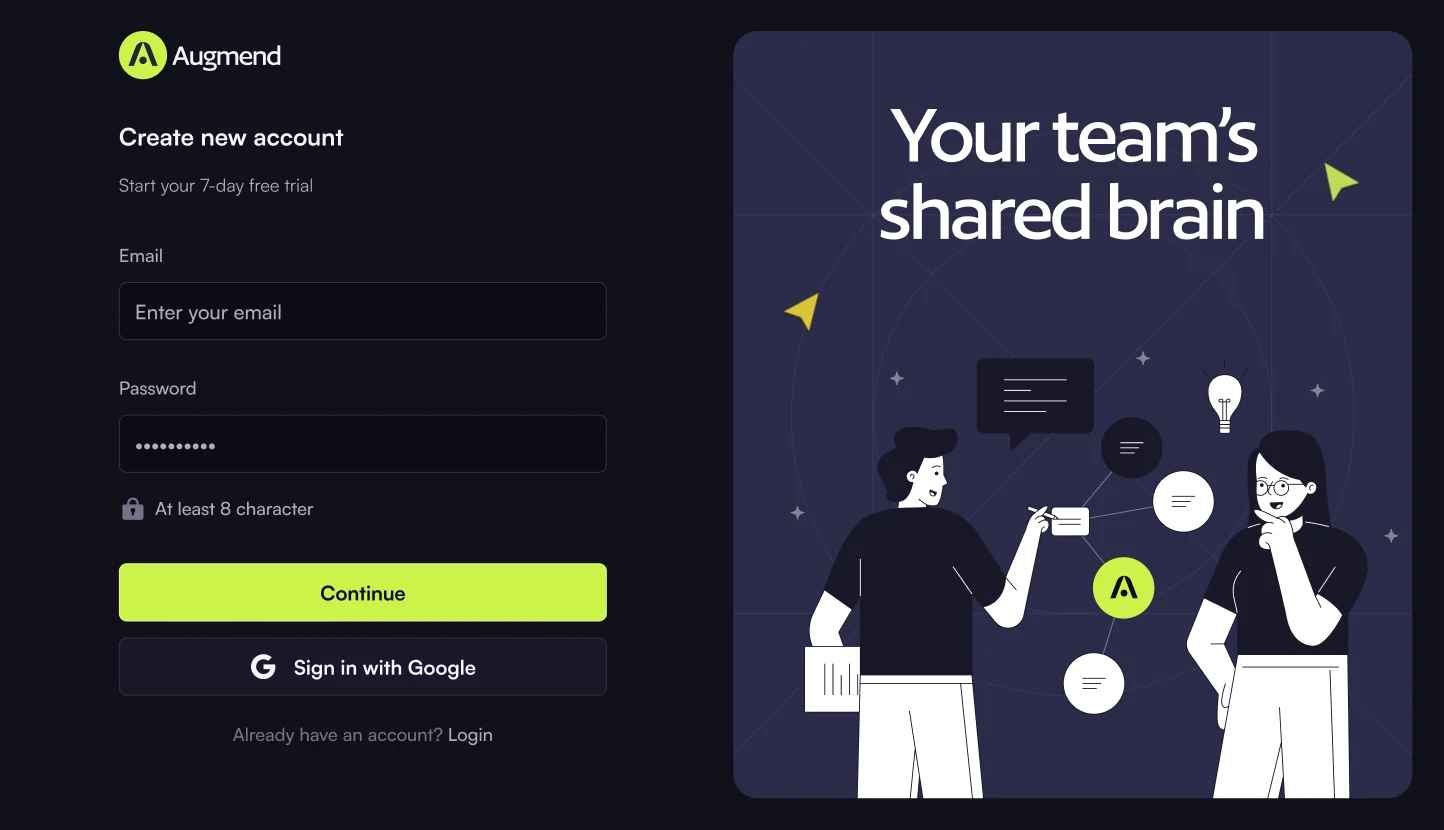 Augmend
Create new account
Start your 7-day free trial
Email
Enter your email
Password
••••••••••
At least 8 character
Continue
Sign in with Google
Already have an account? Login
Your team’s
shared brain